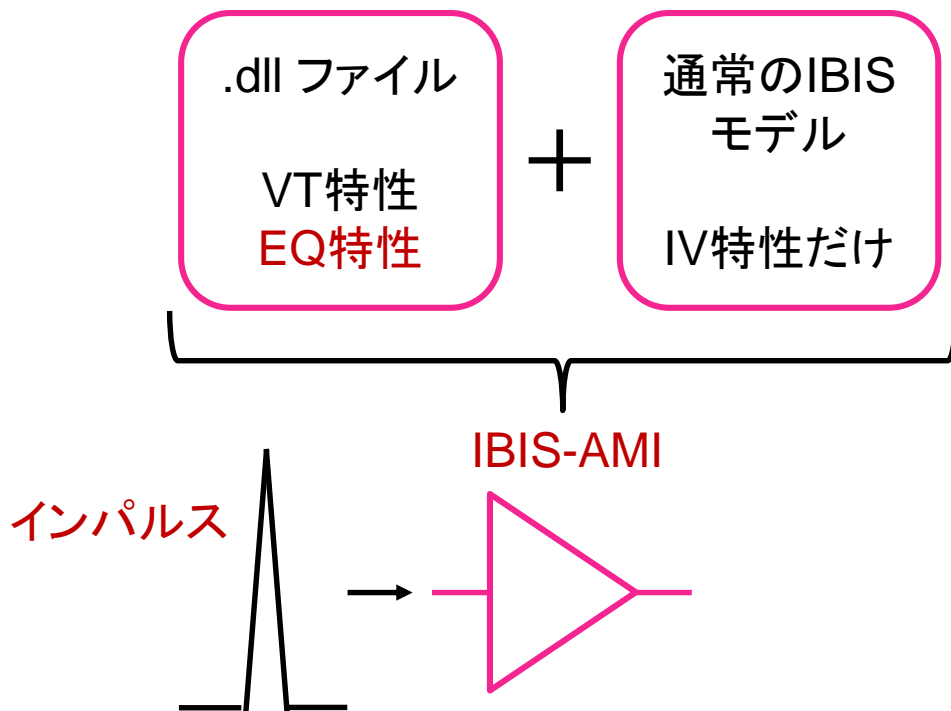 .dll ファイル
VT特性
EQ特性
＋
通常のIBIS
モデル
IV特性だけ
IBIS-AMI
インパルス